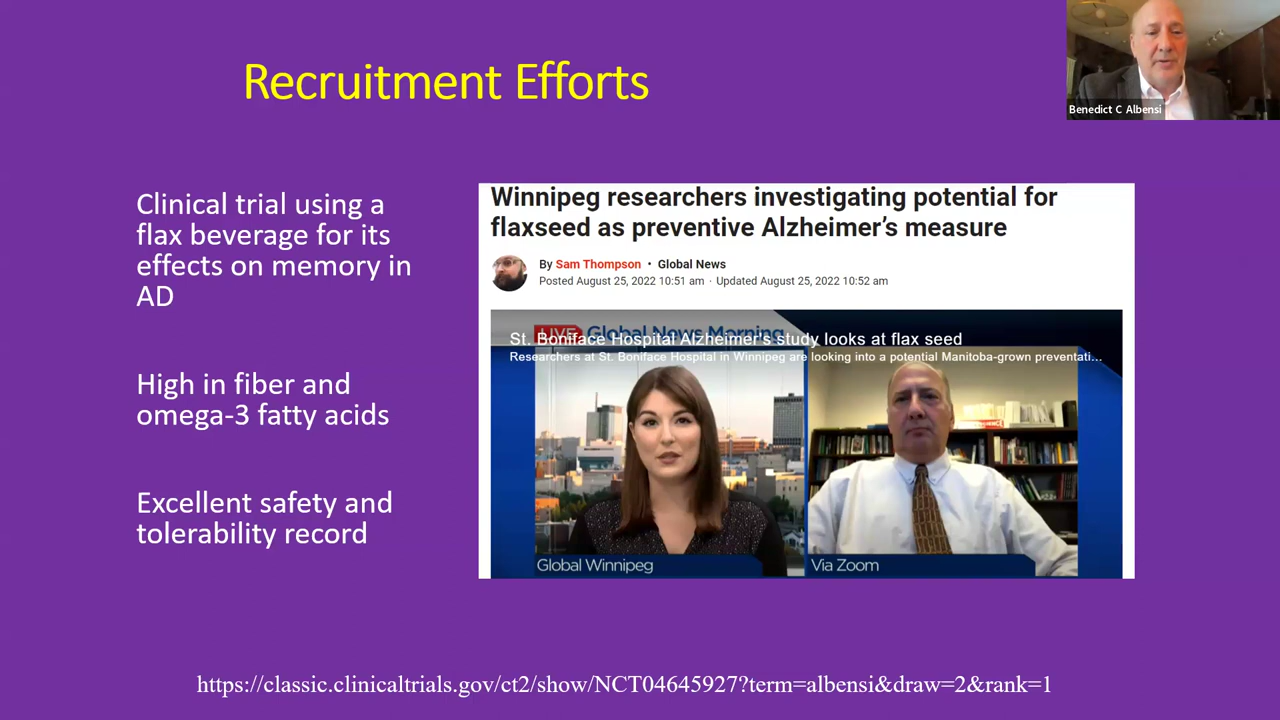 Recruitment Efforts
Benedict C Albensi
Clinical trial using a
flax beverage for its
effects on memory in
AD
High in fiber and
omega-3 fatty acids
Excellent safety and
tolerability record
Winnipeg researchers investigating potential for
flaxseed as preventive Alzheimer's measure
By Sam Thompson • Global News
Posted August 25, 2022 10:51 am · Updated August 25, 2022 10:52 am
LIVE Global News Morning
St. Boniface Hospital Alzheimer's study looks at flax seed
Researchers at St. Boniface Hospital in Winnipeg are looking into a potential Manitoba-grown preventati...
Global Winnipeg
Via Zoom
https://classic.clinicaltrials.gov/ct2/show/NCT04645927?term=albensi&draw=2&rank=1